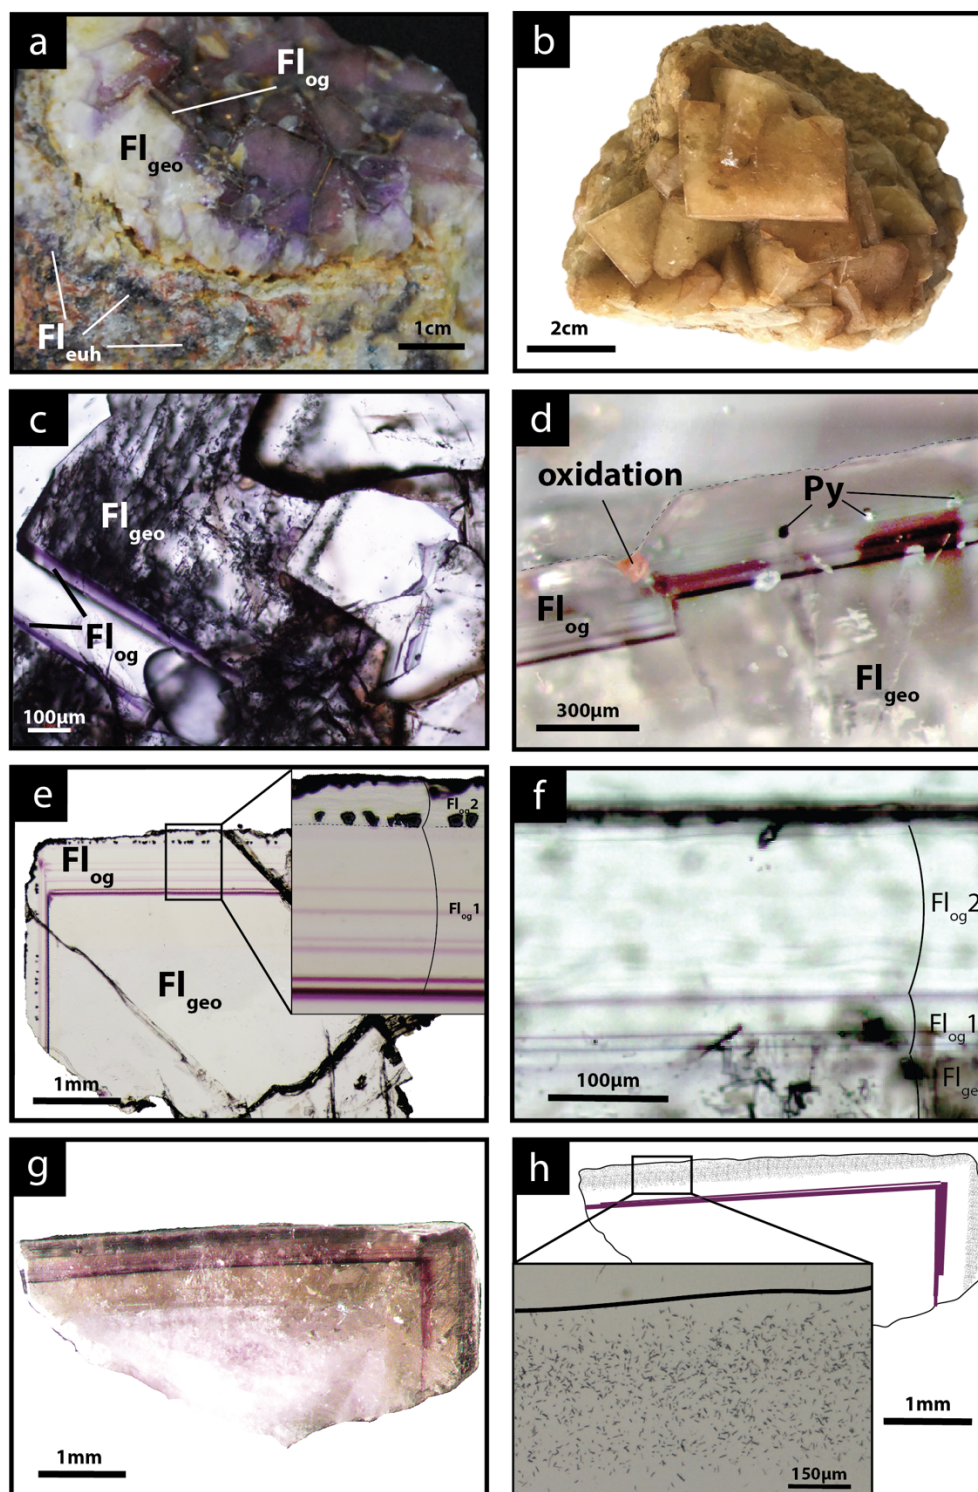 a
Fl og
Fl geo
Fl euh
1cm
b
2cm
c
Fl geo
Fl og
100µm
d
oxidation
Py
Fl og
Fl geo
300µm
e
Fl og
Fl geo
1mm
Fl og 2
Fl og 1
f
Fl og 2
Fl og 1
Fl ge
100µm
g
1mm
h
1mm
150µm